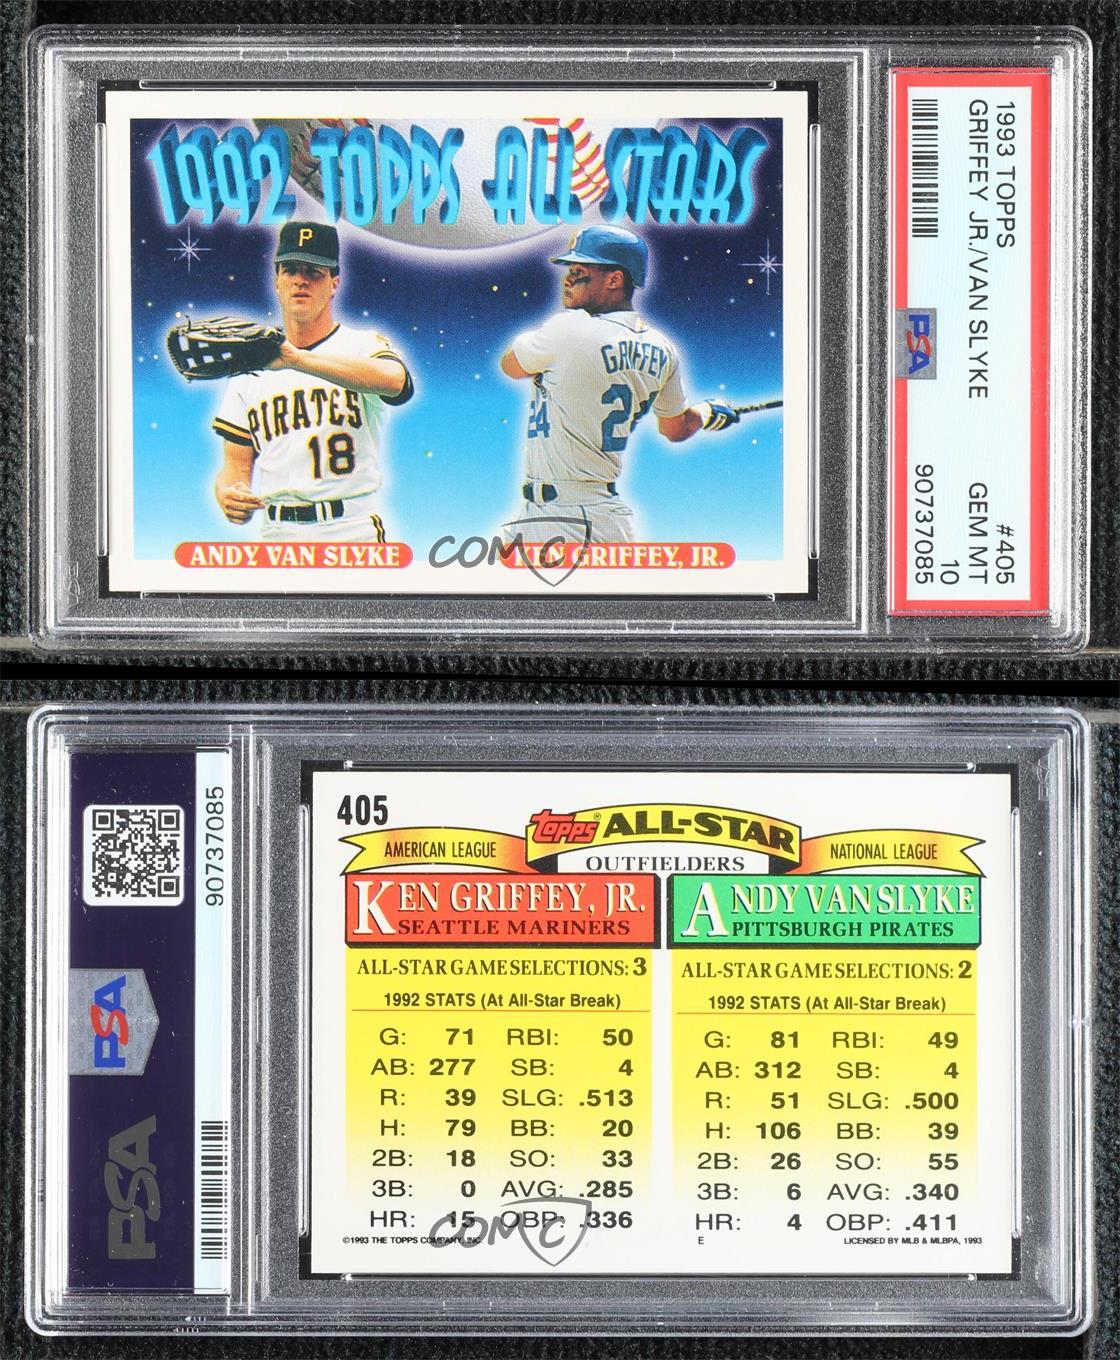 1992 TOPPS ALL STARS
P
PIRATES
18
GRIFFEY
24
24
ANDY VAN SLYKE
KEN GRIFFEY, JR.
COMC
1993 TOPPS #405
GRIFFEY JR./VAN SLYKE GEM MT
10
PSA 90737085
90737085
PSA
PSA
405
topps® ALL-STAR
AMERICAN LEAGUE
OUTFIELDERS
NATIONAL LEAGUE
KEN GRIFFEY, JR.
SEATTLE MARINERS
ALL-STAR GAME SELECTIONS: 3
1992 STATS (At All-Star Break)
G: 71 RBI: 50
AB: 277 SB: 4
R: 39 SLG: .513
H: 79 BB: 20
2B: 18 SO: 33
3B: 0 AVG: .285
HR: 15 OBP: .336
©1993 THE TOPPS COMPANY, INC.
ANDY VAN SLYKE
PITTSBURGH PIRATES
ALL-STAR GAME SELECTIONS: 2
1992 STATS (At All-Star Break)
G: 81 RBI: 49
AB: 312 SB: 4
R: 51 SLG: .500
H: 106 BB: 39
2B: 26 SO: 55
3B: 6 AVG: .340
HR: 4 OBP: .411
E LICENSED BY MLB & MLBPA, 1993
COMC